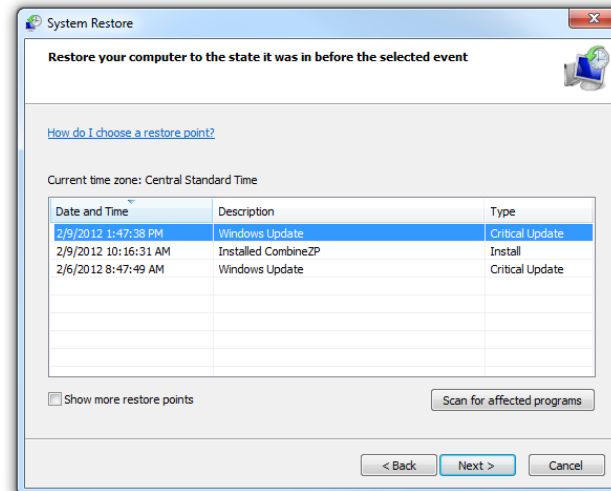 System Restore
Restore your computer to the state it was in before the selected event
How do I choose a restore point?
Current time zone: Central Standard Time
Date and Time Description Type
2/9/2012 1:47:38 PM Windows Update Critical Update
2/9/2012 10:16:31 AM Installed CombineZP Install
2/6/2012 8:47:49 AM Windows Update Critical Update
Show more restore points Scan for affected programs
< Back Next > Cancel